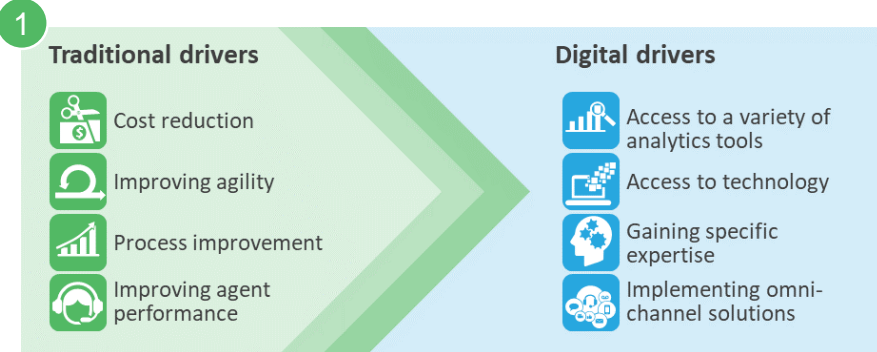 1
Traditional drivers
Cost reduction
Improving agility
Process improvement
Improving agent
performance
Digital drivers
Access to a variety of
analytics tools
Access to technology
Gaining specific
expertise
Implementing omni-
channel solutions